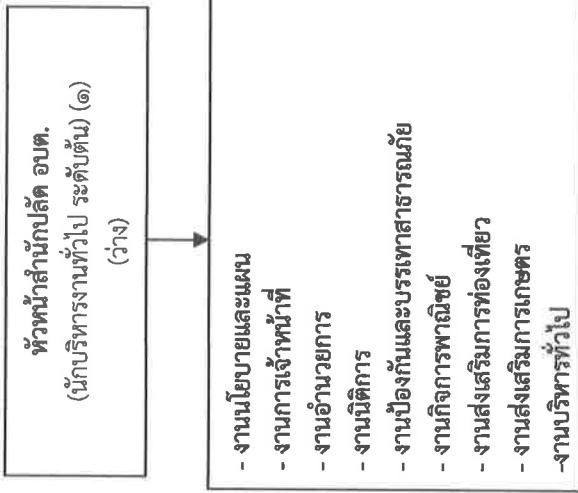 หัวหน้าสำนักปลัด อบต.
(นักบริหารงานทั่วไป ระดับต้น) (๑)
(ว่าง)
- งานนโยบายและแผน
- งานการเจ้าหน้าที่
- งานอำนวยการ
- งานนิติการ
- งานป้องกันและบรรเทาสาธารณภัย
- งานกิจการพาณิชย์
- งานส่งเสริมการท่องเที่ยว
- งานส่งเสริมการเกษตร
-งานบริหารทั่วไป